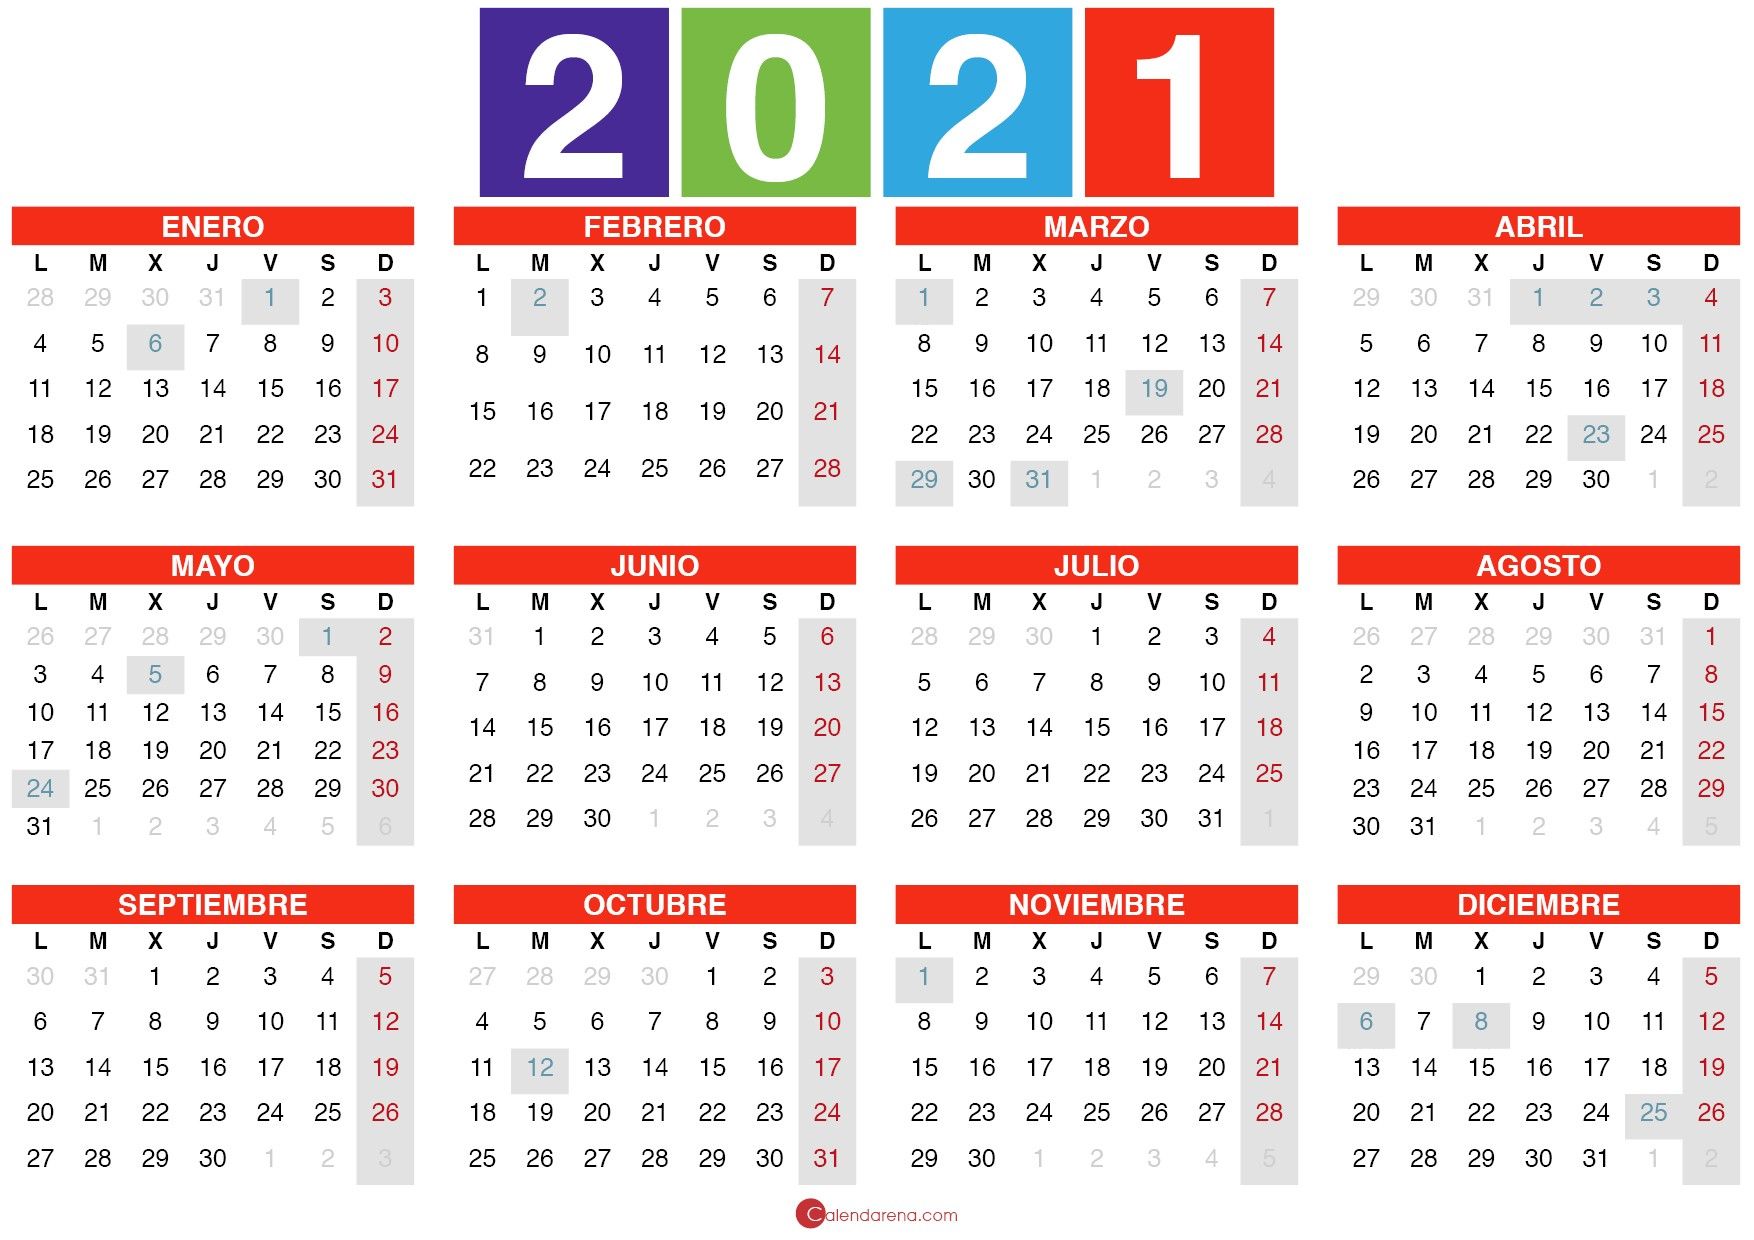 2021
ENERO FEBRERO MARZO ABRIL
L M X J V S D L M X J V S D L M X J V S D L M X J V S D
28 29 30 31 1 2 3 1 2 3 4 5 6 7 1 2 3 4 5 6 7 29 30 31 1 2 3 4
4 5 6 7 8 9 10 8 9 10 11 12 13 14 8 9 10 11 12 13 14 5 6 7 8 9 10 11
11 12 13 14 15 16 17 15 16 17 18 19 20 21 15 16 17 18 19 20 21 12 13 14 15 16 17 18
18 19 20 21 22 23 24 22 23 24 25 26 27 28 22 23 24 25 26 27 28 19 20 21 22 23 24 25
25 26 27 28 29 30 31 29 30 31 1 2 3 4 26 27 28 29 30 1 2
MAYO JUNIO JULIO AGOSTO
L M X J V S D L M X J V S D L M X J V S D L M X J V S D
26 27 28 29 30 1 2 31 1 2 3 4 5 6 28 29 30 1 2 3 4 26 27 28 29 30 31 1
3 4 5 6 7 8 9 7 8 9 10 11 12 13 5 6 7 8 9 10 11 2 3 4 5 6 7 8
10 11 12 13 14 15 16 14 15 16 17 18 19 20 12 13 14 15 16 17 18 9 10 11 12 13 14 15
17 18 19 20 21 22 23 21 22 23 24 25 26 27 19 20 21 22 23 24 25 16 17 18 19 20 21 22
24 25 26 27 28 29 30 28 29 30 1 2 3 4 26 27 28 29 30 31 1 23 24 25 26 27 28 29
31 1 2 3 4 5 6 30 31 1 2 3 4 5
SEPTIEMBRE OCTUBRE NOVIEMBRE DICIEMBRE
L M X J V S D L M X J V S D L M X J V S D L M X J V S D
30 31 1 2 3 4 5 27 28 29 30 1 2 3 1 2 3 4 5 6 7 29 30 1 2 3 4 5
6 7 8 9 10 11 12 4 5 6 7 8 9 10 8 9 10 11 12 13 14 6 7 8 9 10 11 12
13 14 15 16 17 18 19 11 12 13 14 15 16 17 15 16 17 18 19 20 21 13 14 15 16 17 18 19
20 21 22 23 24 25 26 18 19 20 21 22 23 24 22 23 24 25 26 27 28 20 21 22 23 24 25 26
27 28 29 30 1 2 3 25 26 27 28 29 30 31 29 30 1 2 3 4 5 27 28 29 30 31 1 2
Calendarena.com